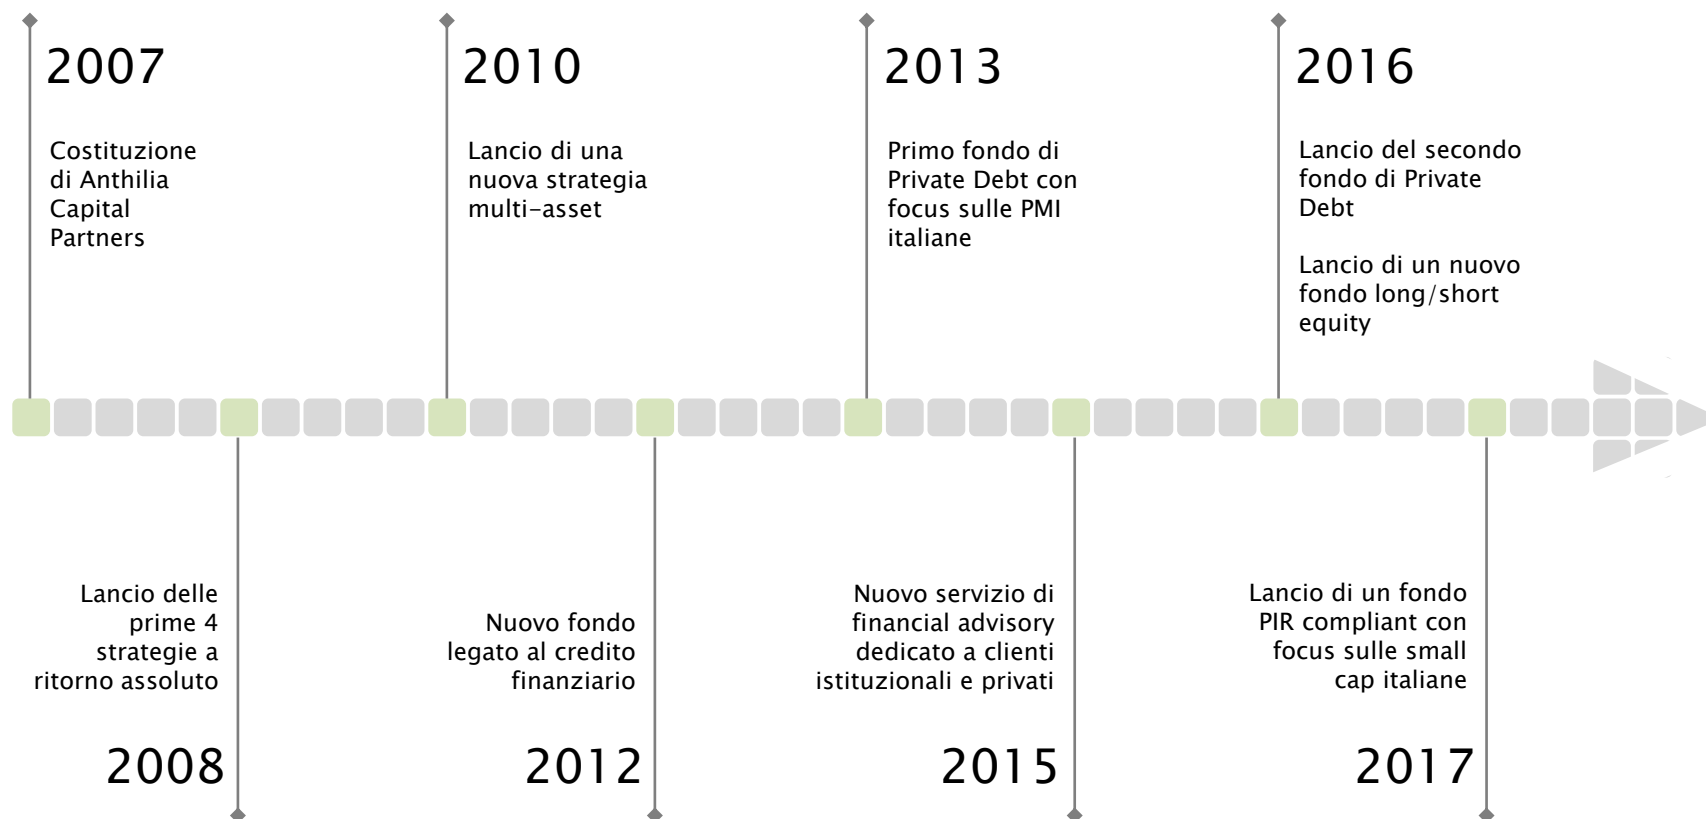 2007
Costituzione
di Anthilia
Capital
Partners
2010
Lancio di una
nuova strategia
mult-asset
2013
Primo fondo di
Private Debt con
focus sulle PMI
italiane
2016
Lancio del secondo
fondo di Private
Debt
Lancio di un nuovo
fondo long/short
equity
Lancio delle
prime 4
strategie a
ritorno assoluto
2008
Nuovo fondo
legato al credito
finanziario
2012
Nuovo servizio di
financial advisory
dedicato a clienti
istituzionali e privati
2015
Lancio di un fondo
PIR compliant con
focus sulle small
cap italiane
2017